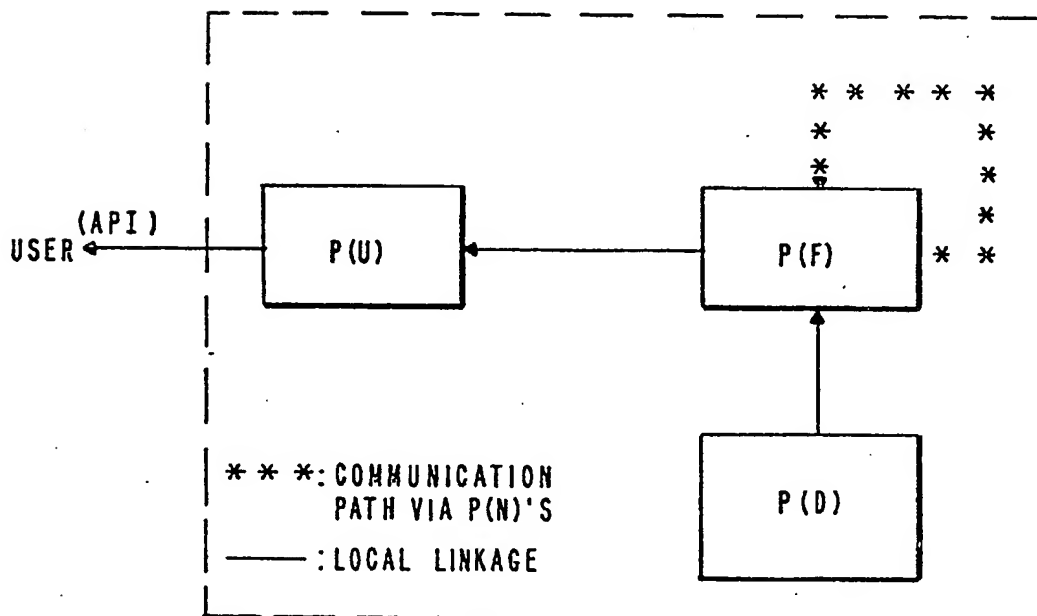 (API)
USER
P(U)
P(F)
P(D)
* * *: COMMUNICATION
PATH VIA P(N)'S
——— : LOCAL LINKAGE